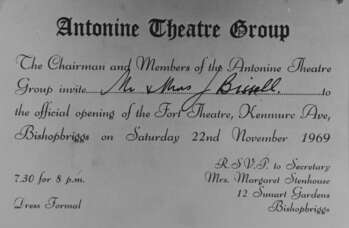 Antonine Theatre Group
The Chairman and Members of the Antonine Theatre
Group invite Mr & Mrs J Bissell. to
the official opening of the Fort Theatre, Kenmure Ave,
Bishopbriggs on Saturday 22nd November 1969
R.S.V.P. to Secretary
7.30 for 8 p.m. Mrs. Margaret Stenhouse
12 Sunart Gardens
Dress Formal Bishopbriggs